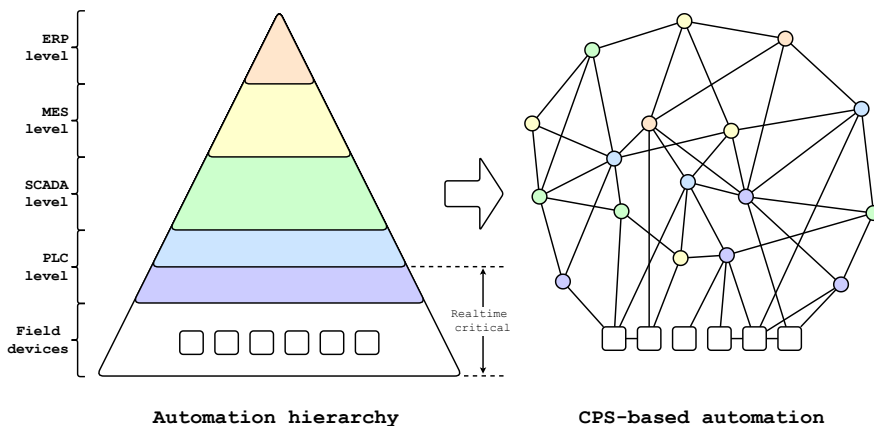 ERP
level
MES
level
SCADA
level
PLC
level
Field
devices
Realtime
critical
Automation hierarchy
CPS-based automation